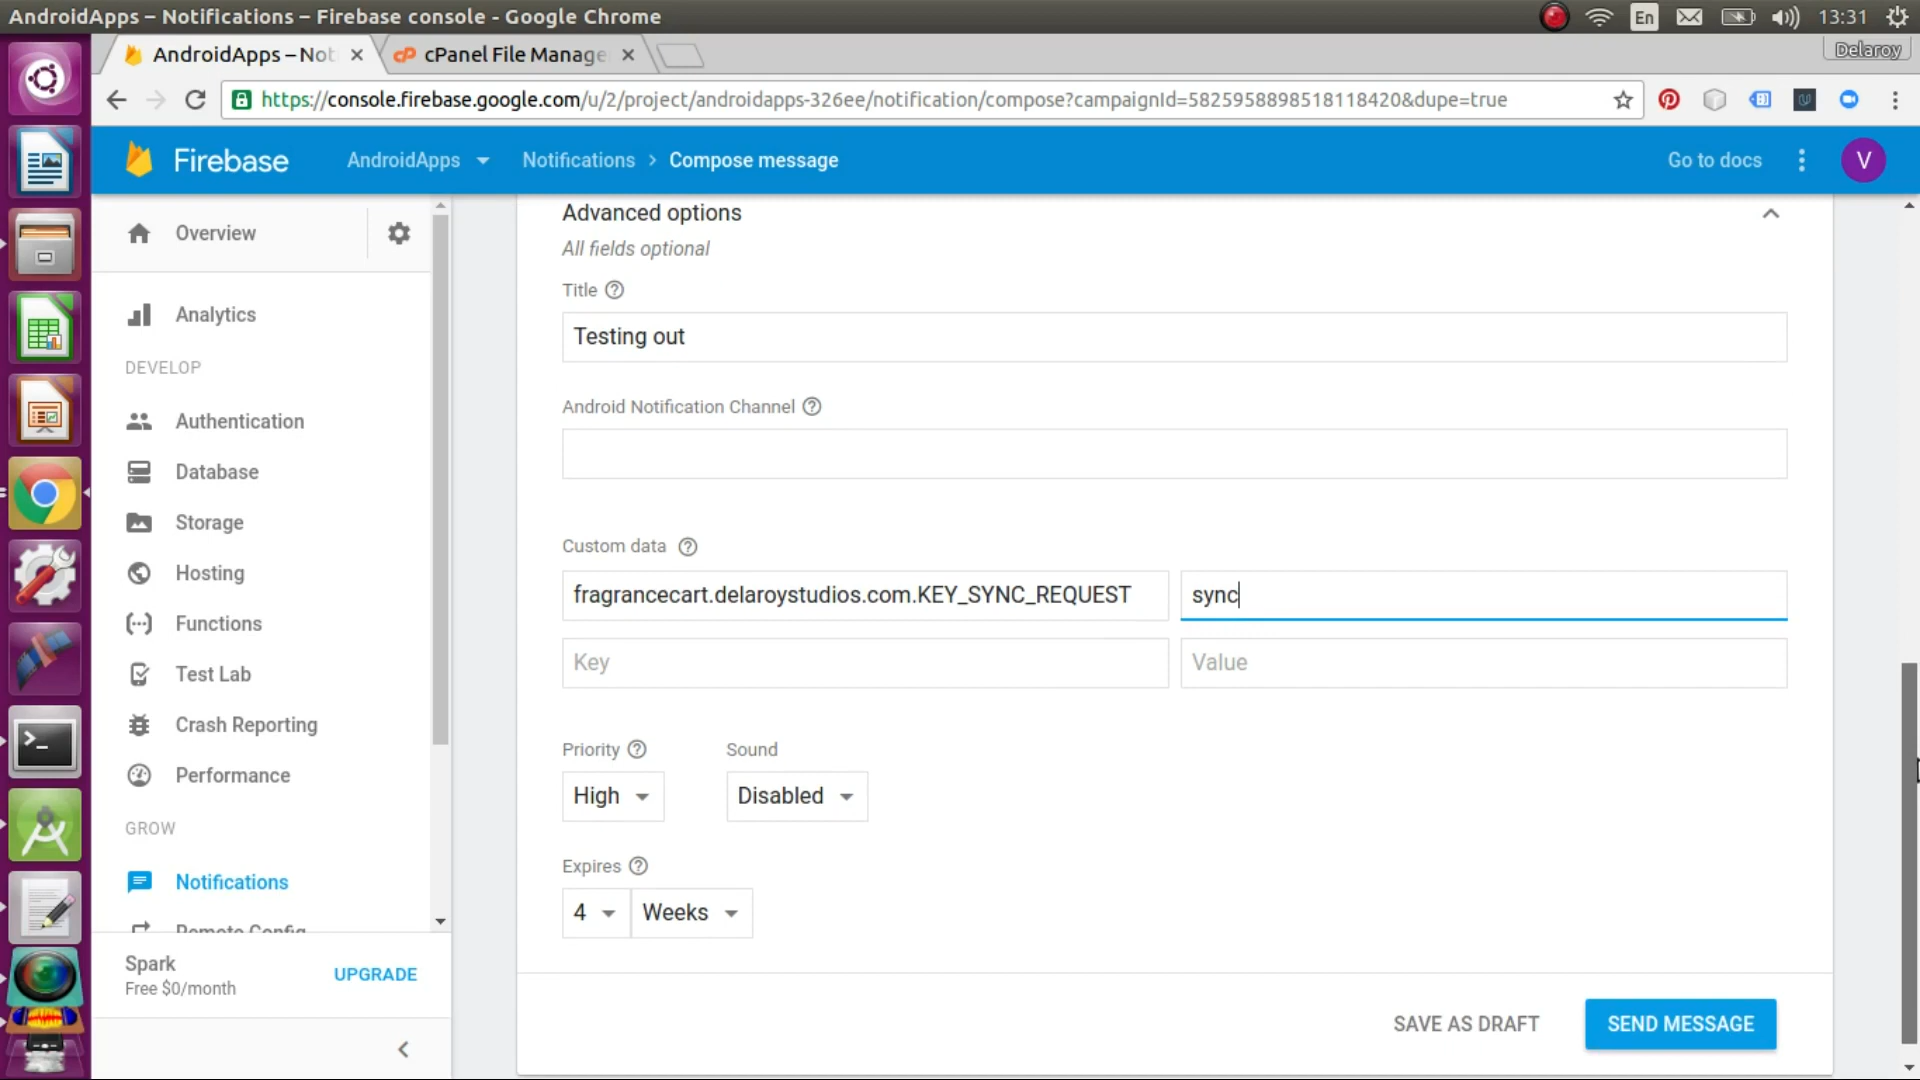 AndroidApps – Notifications – Firebase console - Google Chrome
En
13:31
AndroidApps – Not
cPanel File Manage
Delaroy
https://console.firebase.google.com/u/2/project/androidapps-326ee/notification/compose?campaignId=5825958898518118420&dupe=true
Firebase
AndroidApps
Notifications > Compose message
Go to docs
V
Overview
Analytics
DEVELOP
Authentication
Database
Storage
Hosting
Functions
Test Lab
Crash Reporting
Performance
GROW
Notifications
Remote Config
Spark
Free $0/month
UPGRADE
Advanced options
All fields optional
Title
Testing out
Android Notification Channel
Custom data
fragrancecart.delaroystudios.com.KEY_SYNC_REQUEST
sync
Key
Value
Priority
Sound
High
Disabled
Expires
4
Weeks
SAVE AS DRAFT
SEND MESSAGE